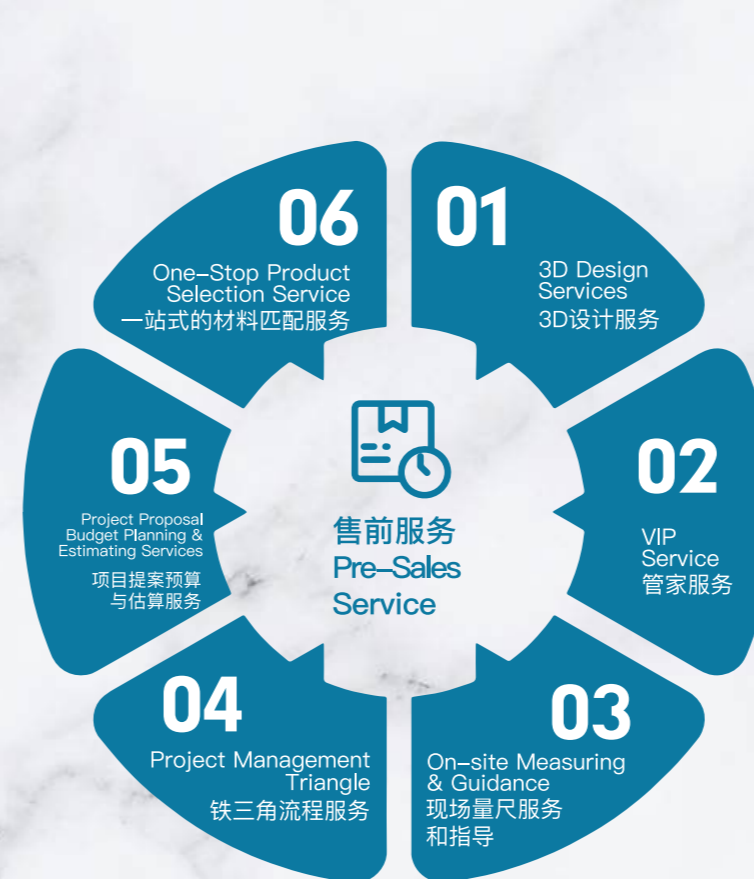 售前服务
Pre–Sales
Service
01
3D Design
Services
3D设计服务
02
VIP
Service
管家服务
03
On–site Measuring
& Guidance
现场量尺服务
和指导
04
Project Management
Triangle
铁三角流程服务
05
Project Proposal
Budget Planning &
Estimating Services
项目提案预算
与估算服务
06
One–Stop Product
Selection Service
一站式的材料匹配服务